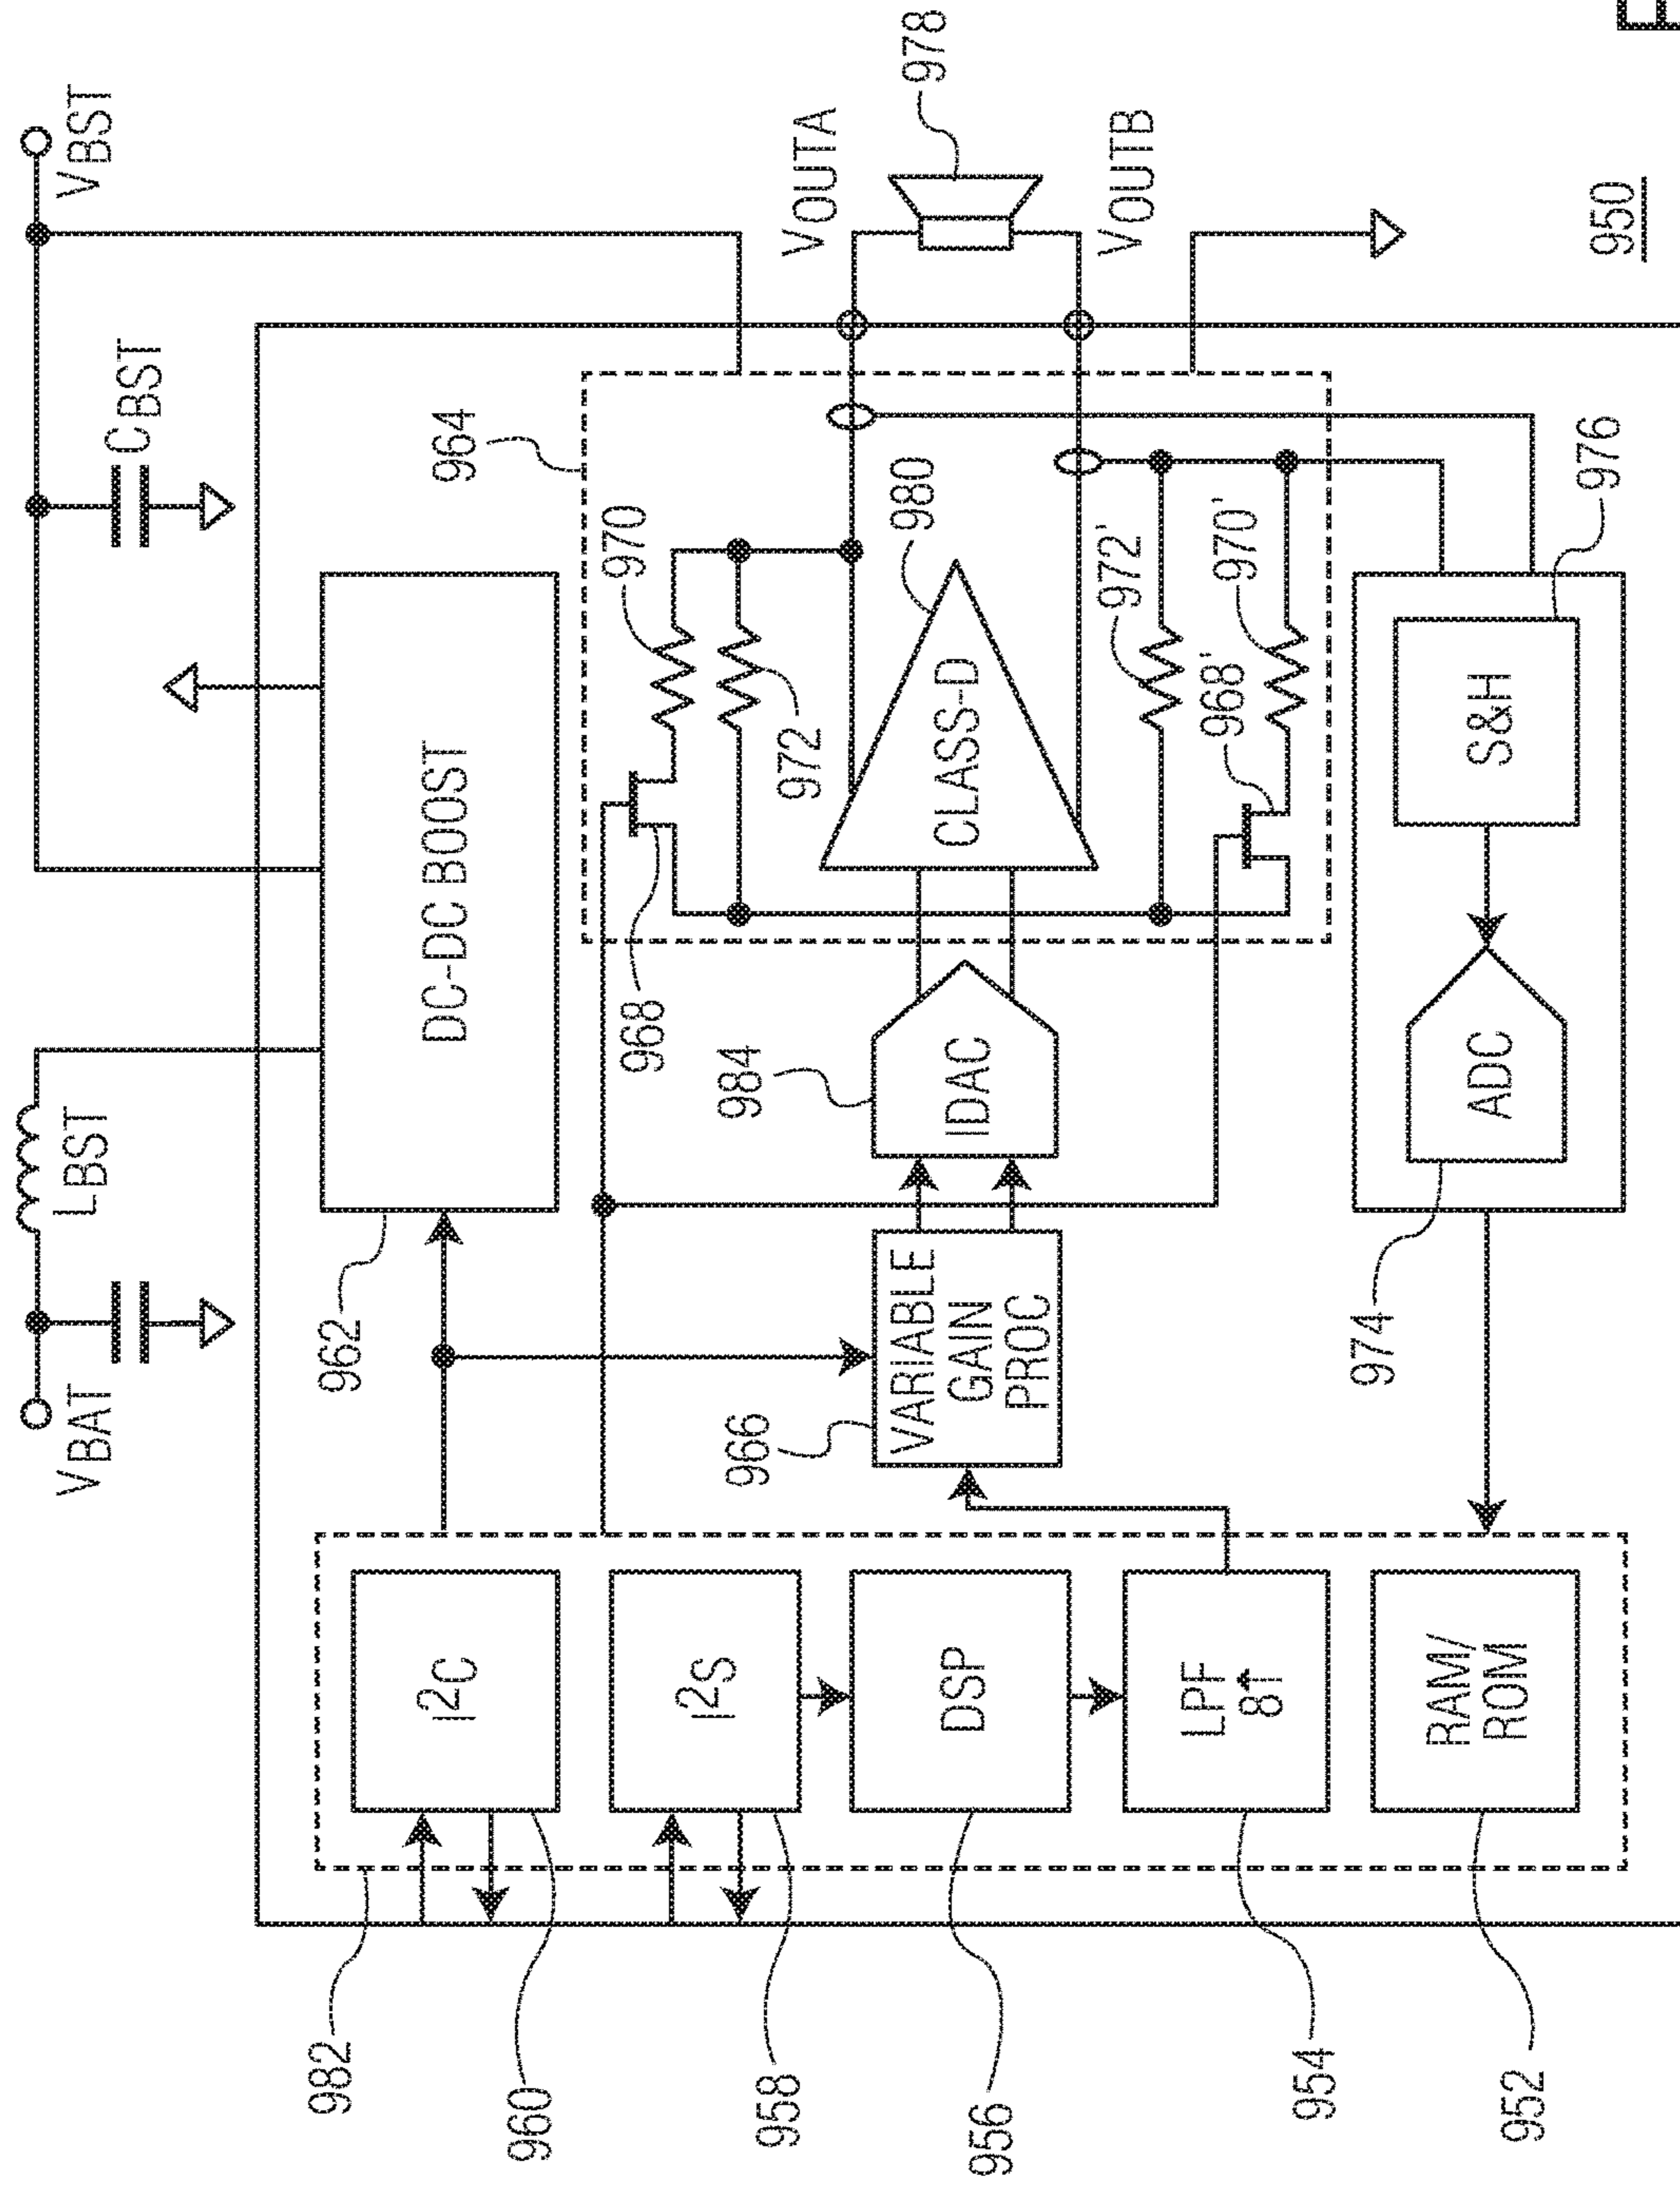 VBAT
LBST
CBST
VBST
982
960
958
956
954
952
I2C
I2S
DSP
LPF
8↑
RAM/
ROM
962
DC-DC BOOST
966
VARIABLE
GAIN
PROC
984
IDAC
964
968
970
972
CLASS-D
980
972'
968'
970'
974
ADC
S&H
976
VOUTA
VOUTB
978
950